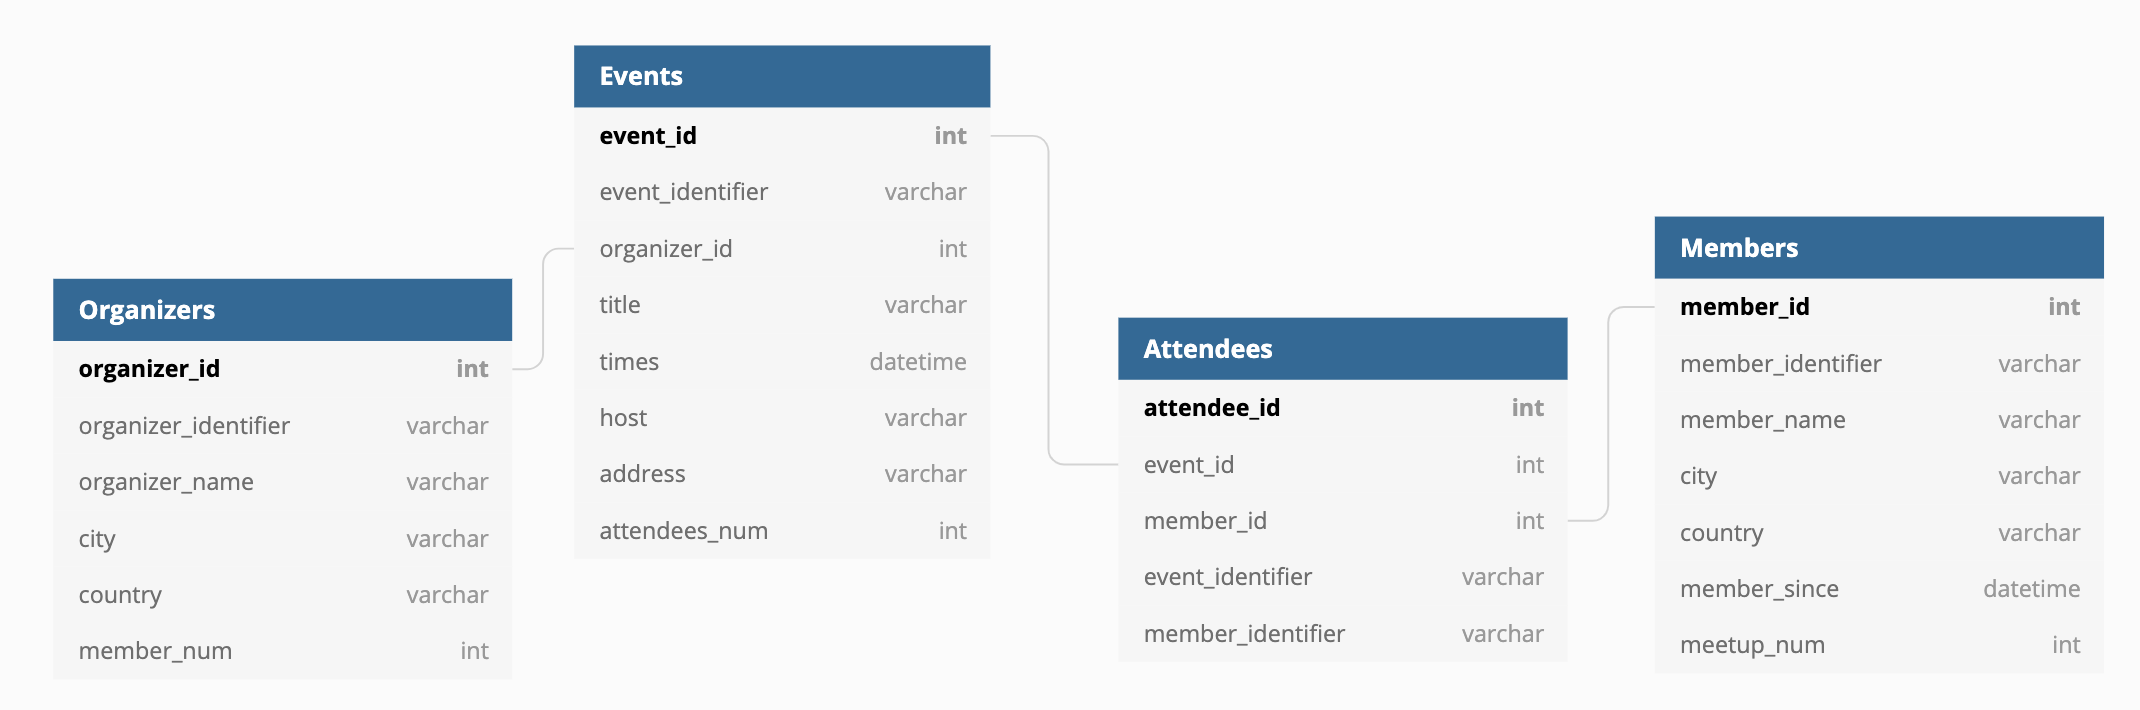 Organizers
organizer_id int
organizer_identifier varchar
organizer_name varchar
city varchar
country varchar
member_num int
Events
event_id int
event_identifier varchar
organizer_id int
title varchar
times datetime
host varchar
address varchar
attendees_num int
Attendees
attendee_id int
event_id int
member_id int
event_identifier varchar
member_identifier varchar
Members
member_id int
member_identifier varchar
member_name varchar
city varchar
country varchar
member_since datetime
meetup_num int